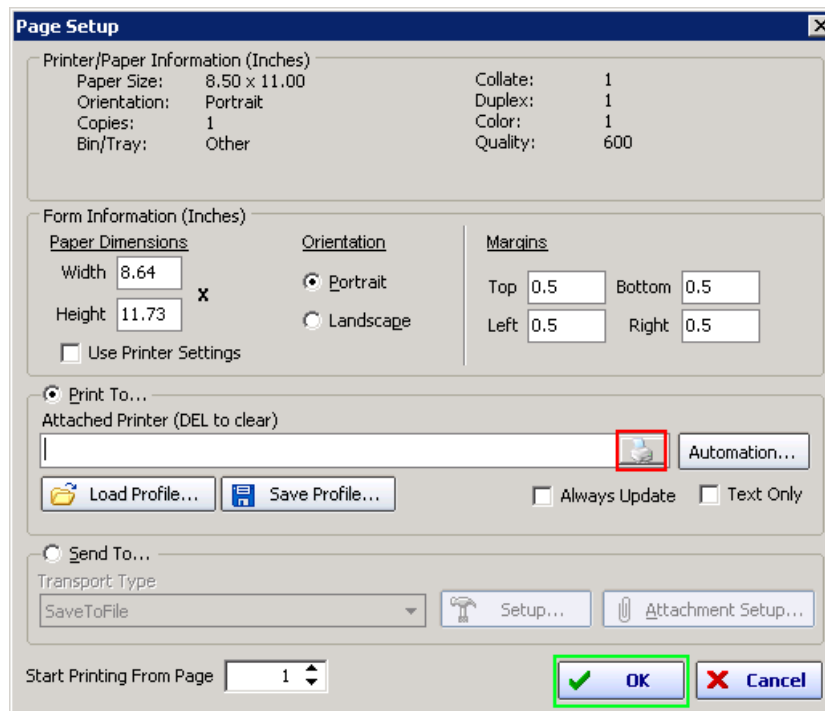 Page Setup
Printer/Paper Information (Inches)
Paper Size: 8.50 x 11.00 Collate: 1
Orientation: Portrait Duplex: 1
Copies: 1 Color: 1
Bin/Tray: Other Quality: 600
Form Information (Inches)
Paper Dimensions Orientation Margins
Width 8.64 x Portrait Top 0.5 Bottom 0.5
Height 11.73 Landscape Left 0.5 Right 0.5
Use Printer Settings
Print To...
Attached Printer (DEL to clear)
Automation...
Load Profile... Save Profile... Always Update Text Only
Send To...
Transport Type
SaveToFile Setup... Attachment Setup...
Start Printing From Page 1 OK Cancel